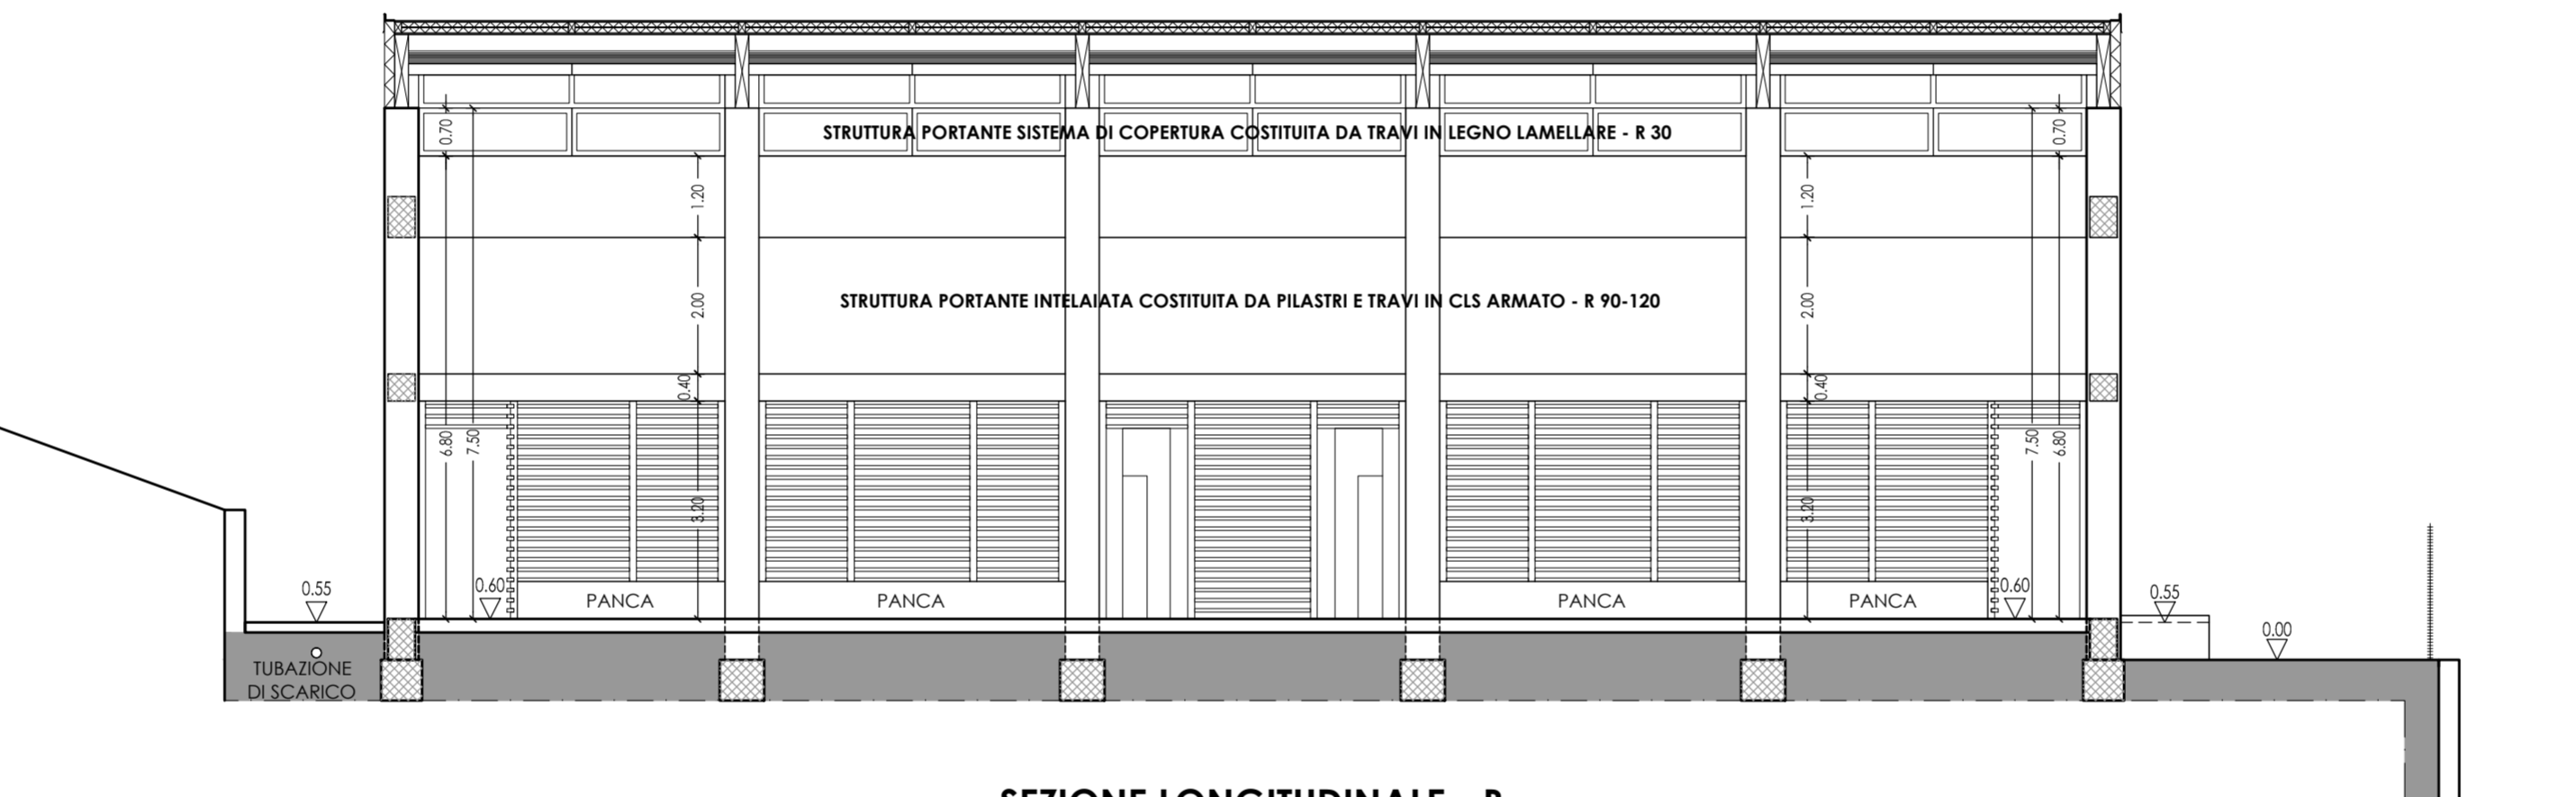 0.70
0.70
STRUTTURA PORTANTE SISTEMA DI COPERTURA COSTITUITA DA TRAVI IN LEGNO LAMELLARE - R 30
1.20
1.20
2.00
STRUTTURA PORTANTE INTELAIATA COSTITUITA DA PILASTRI E TRAVI IN CLS ARMATO - R 90-120
2.00
0.40
0.40
6.80
7.50
7.50
6.80
3.20
3.20
0.55
0.60
PANCA
PANCA
PANCA
PANCA
0.60
0.55
0.00
TUBAZIONE
DI SCARICO
SEZIONE LONGITUDINALE - B